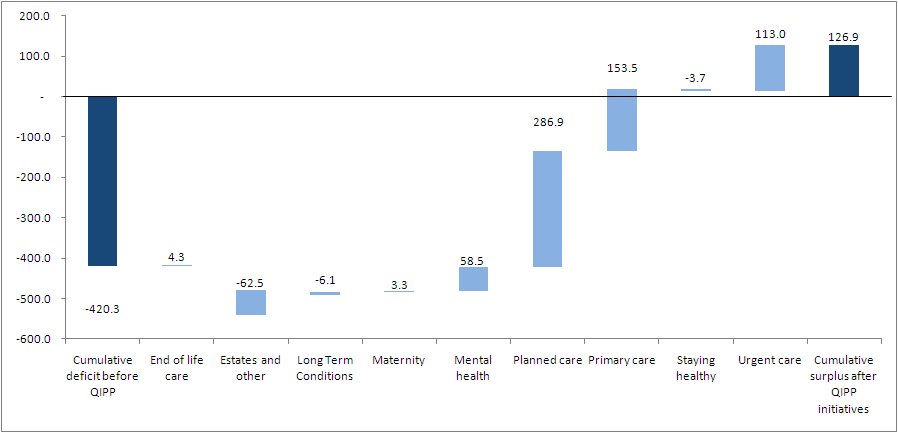 200.0
100.0
-
-100.0
-200.0
-300.0
-400.0
-500.0
-600.0
-420.3
4.3
-62.5
-6.1
3.3
58.5
286.9
153.5
-3.7
113.0
126.9
Cumulative
deficit before
QIPP
End of life
care
Estates and
other
Long Term
Conditions
Maternity
Mental
health
Planned care
Primary care
Staying
healthy
Urgent care
Cumulative
surplus after
QIPP
initiatives